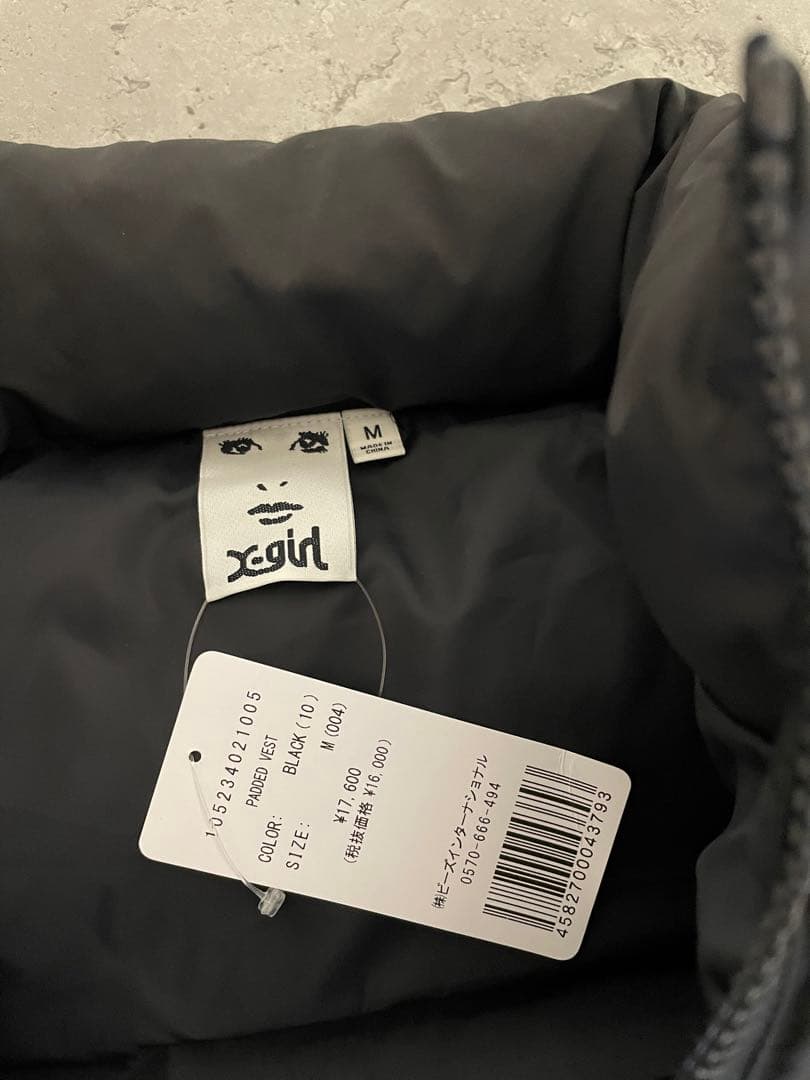 X-girl
M
MADE IN
CHINA
105234021005
PADDED VEST
COLOR: BLACK(10)
SIZE: M(004)
¥17,600
(税抜価格 ¥16,000)
㈱ビーズインターナショナル
0570-666-494
4582700043793